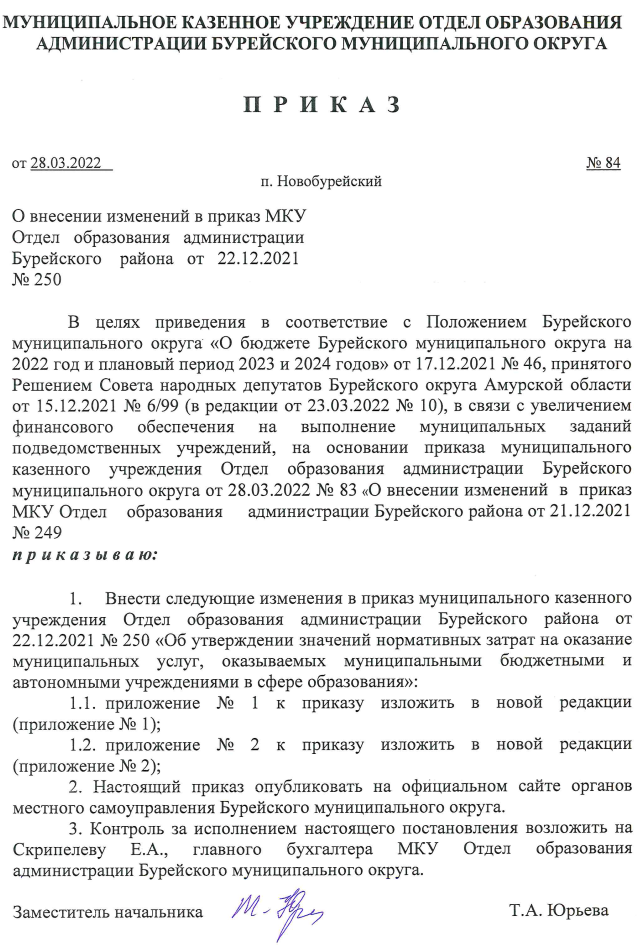 МУНИЦИПАЛЬНОЕ КАЗЕННОЕ УЧРЕЖДЕНИЕ ОТДЕЛ ОБРАЗОВАНИЯ
АДМИНИСТРАЦИИ БУРЕЙСКОГО МУНИЦИПАЛЬНОГО ОКРУГА
П Р И К А З
от 28.03.2022 № 84
п. Новобурейский
О внесении изменений в приказ МКУ
Отдел образования администрации
Бурейского района от 22.12.2021
№ 250
В целях приведения в соответствие с Положением Бурейского
муниципального округа «О бюджете Бурейского муниципального округа на
2022 год и плановый период 2023 и 2024 годов» от 17.12.2021 № 46, принятого
Решением Совета народных депутатов Бурейского округа Амурской области
от 15.12.2021 № 6/99 (в редакции от 23.03.2022 № 10), в связи с увеличением
финансового обеспечения на выполнение муниципальных заданий
подведомственных учреждений, на основании приказа муниципального
казенного учреждения Отдел образования администрации Бурейского
муниципального округа от 28.03.2022 № 83 «О внесении изменений в приказ
МКУ Отдел образования администрации Бурейского района от 21.12.2021
№ 249
п р и к а з ы в а ю:
1. Внести следующие изменения в приказ муниципального казенного
учреждения Отдел образования администрации Бурейского района от
22.12.2021 № 250 «Об утверждении значений нормативных затрат на оказание
муниципальных услуг, оказываемых муниципальными бюджетными и
автономными учреждениями в сфере образования»:
1.1. приложение № 1 к приказу изложить в новой редакции
(приложение № 1);
1.2. приложение № 2 к приказу изложить в новой редакции
(приложение № 2);
2. Настоящий приказ опубликовать на официальном сайте органов
местного самоуправления Бурейского муниципального округа.
3. Контроль за исполнением настоящего постановления возложить на
Скрипелеву Е.А., главного бухгалтера МКУ Отдел образования
администрации Бурейского муниципального округа.
Заместитель начальника Т.А. Юрьева